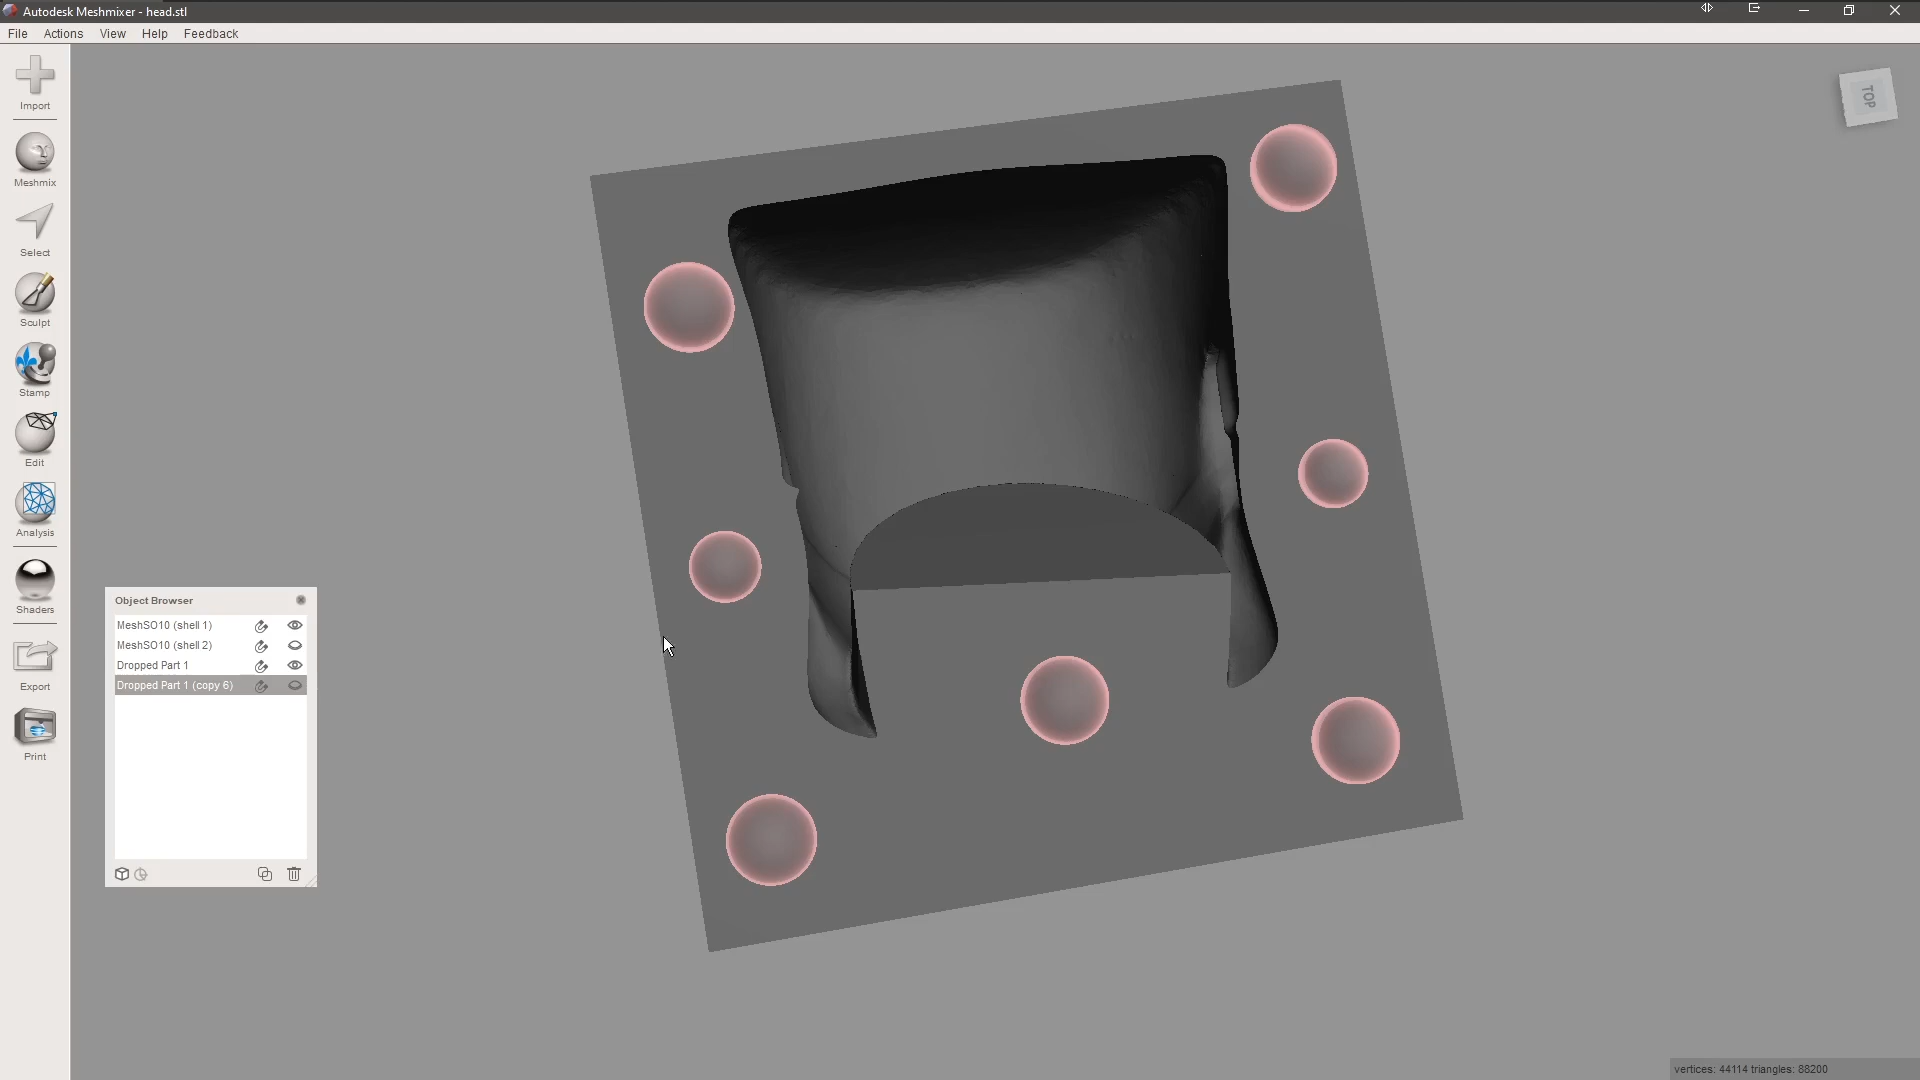 Autodesk Meshmixer - head.stl
File Actions View Help Feedback
Import
Meshmix
Select
Sculpt
Stamp
Edit
Analysis
Shaders
Export
Print
TOP
Object Browser
MeshSO10 (shell 1)
MeshSO10 (shell 2)
Dropped Part 1
Dropped Part 1 (copy 6)
vertices: 44114 triangles: 88200